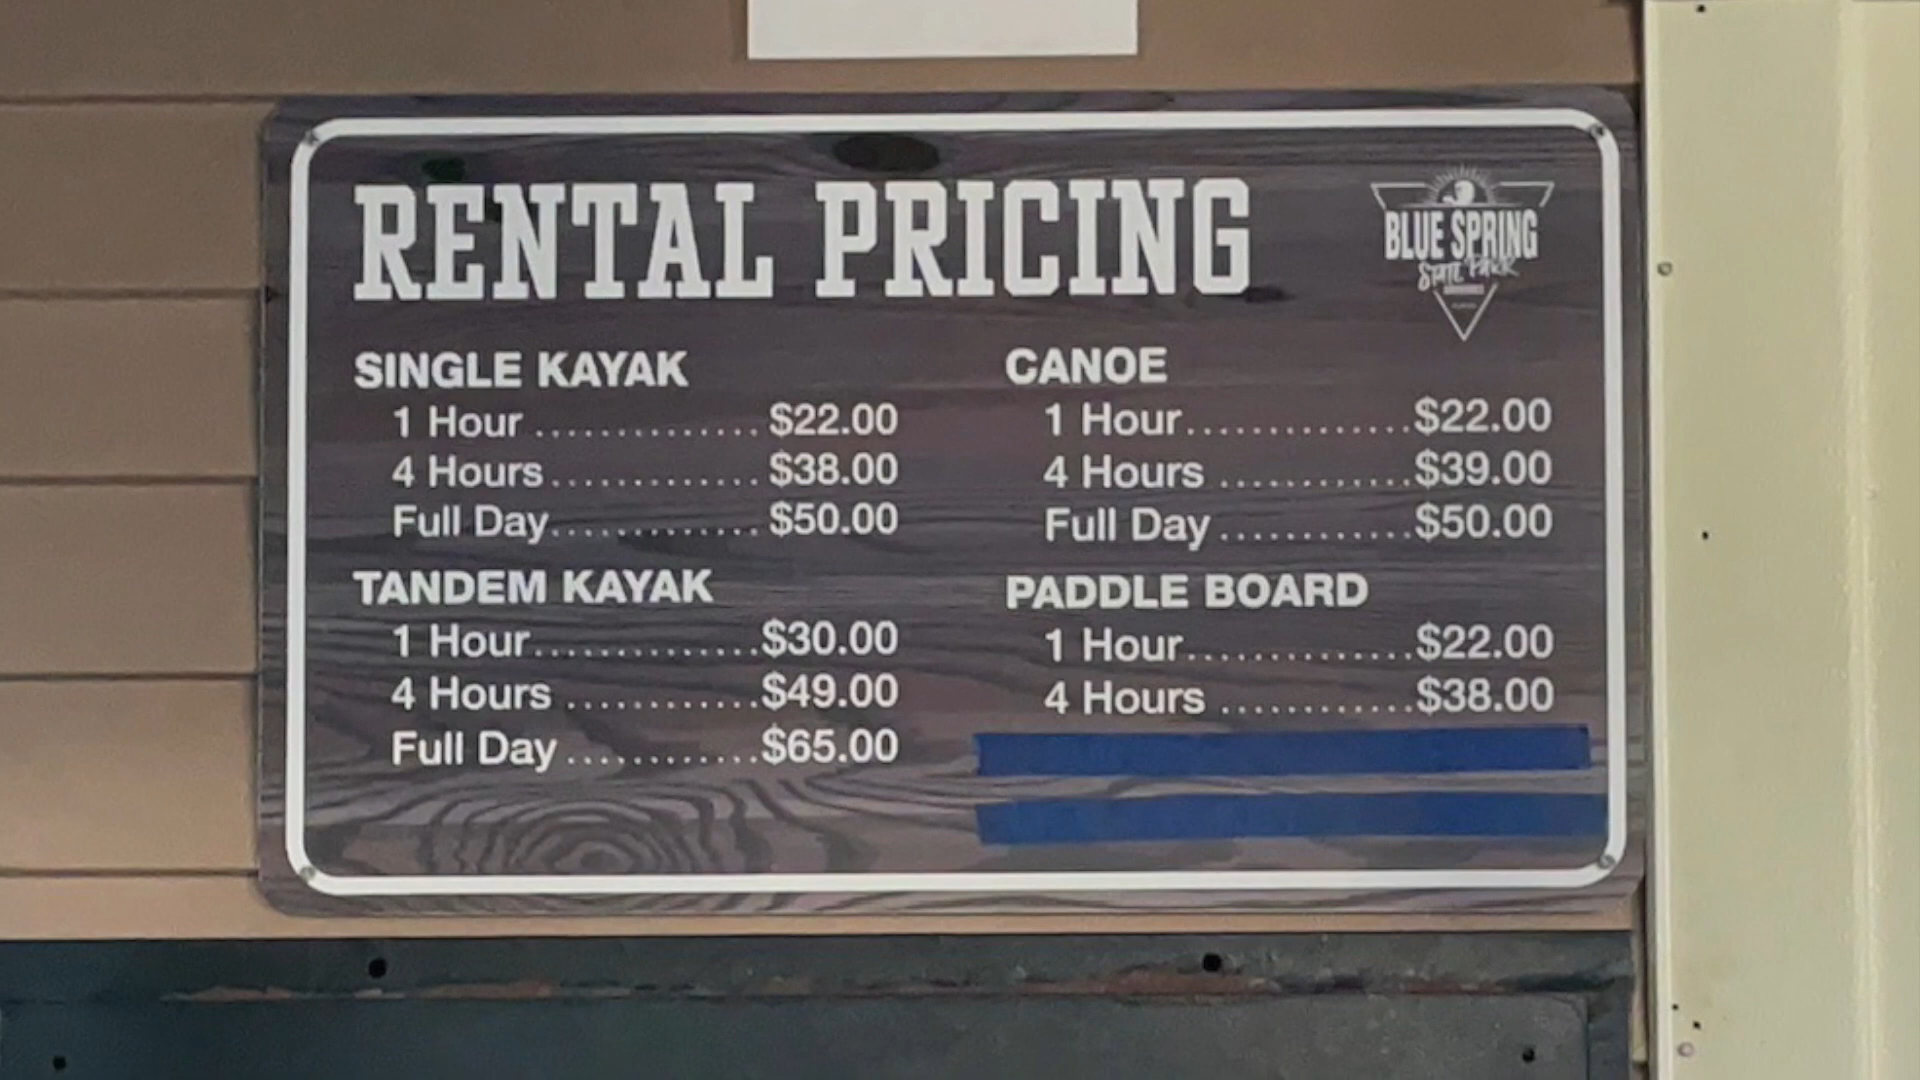 RENTAL PRICING
BLUE SPRING
STATE PARK
SINGLE KAYAK
1 Hour .............. $22.00
4 Hours ............. $38.00
Full Day ............. $50.00
TANDEM KAYAK
1 Hour ..............$30.00
4 Hours ............$49.00
Full Day ............$65.00
CANOE
1 Hour ..............$22.00
4 Hours ............$39.00
Full Day ............$50.00
PADDLE BOARD
1 Hour ..............$22.00
4 Hours ............$38.00